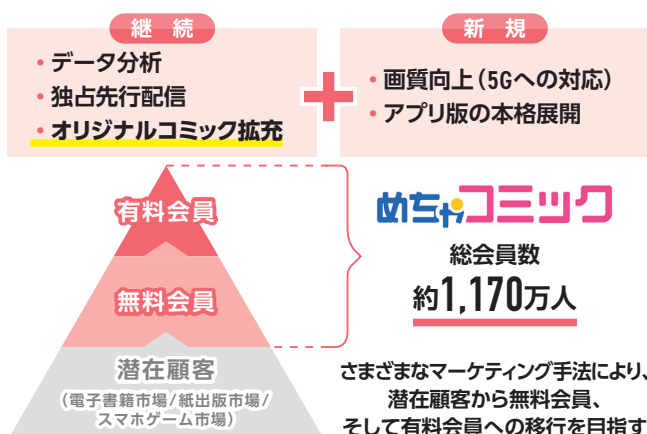 継 続
・データ分析
・独占先行配信
・オリジナルコミック拡充
新 規
・画質向上（5Gへの対応）
・アプリ版の本格展開
有料会員
無料会員
潜在顧客
（電子書籍市場/紙出版市場/
スマホゲーム市場）
めちゃコミック
総会員数
約1,170万人
さまざまなマーケティング手法により、
潜在顧客から無料会員、
そして有料会員への移行を目指す